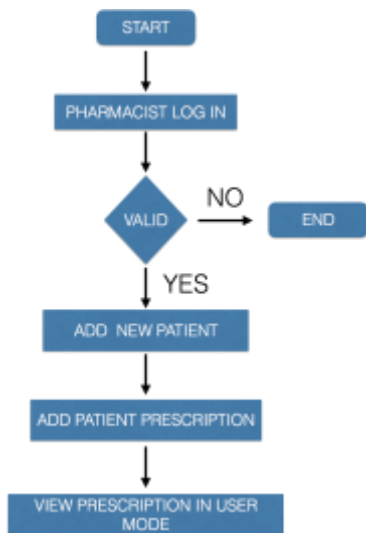 START
PHARMACIST LOG IN
VALID
NO
END
YES
ADD NEW PATIENT
ADD PATIENT PRESCRIPTION
VIEW PRESCRIPTION IN USER
MODE